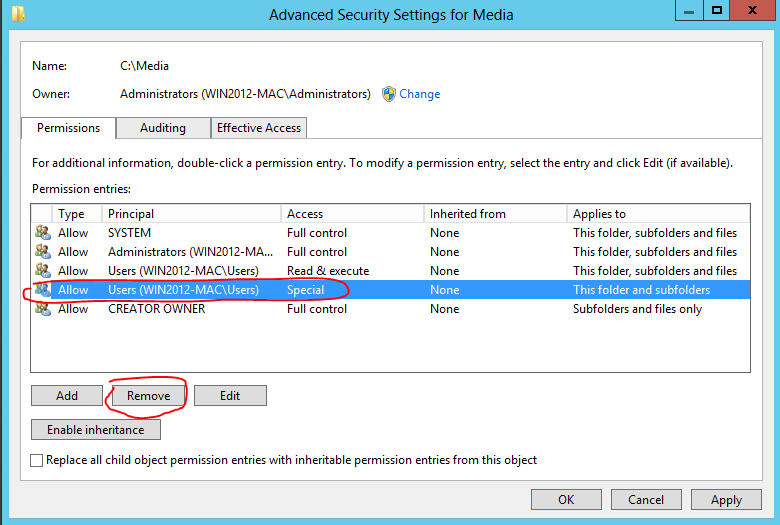 Advanced Security Settings for Media
Name: C:\Media
Owner: Administrators (WIN2012-MAC\Administrators) Change
Permissions Auditing Effective Access
For additional information, double-click a permission entry. To modify a permission entry, select the entry and click Edit (if available).
Permission entries:
Type Principal Access Inherited from Applies to
Allow SYSTEM Full control None This folder, subfolders and files
Allow Administrators (WIN2012-MA... Full control None This folder, subfolders and files
Allow Users (WIN2012-MAC\Users) Read & execute None This folder, subfolders and files
Allow Users (WIN2012-MAC\Users) Special None This folder and subfolders
Allow CREATOR OWNER Full control None Subfolders and files only
Add Remove Edit
Enable inheritance
Replace all child object permission entries with inheritable permission entries from this object
OK Cancel Apply